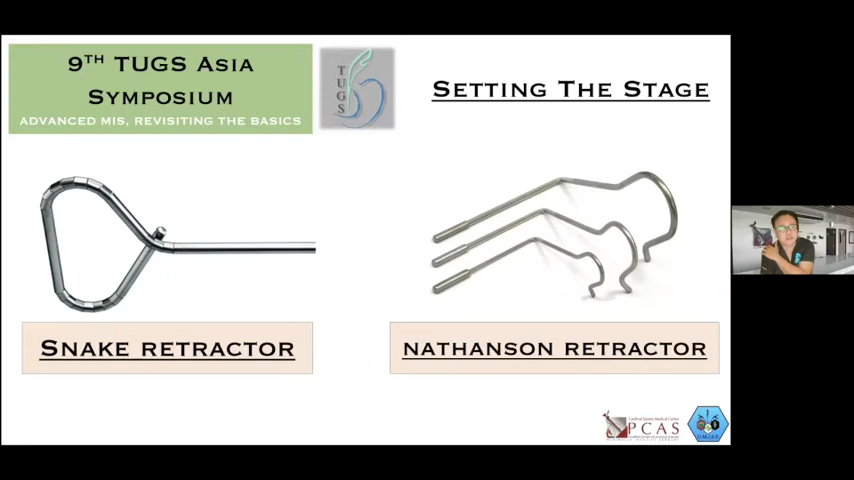 9TH TUGS ASIA
SYMPOSIUM
ADVANCED MIS, REVISITING THE BASICS
TUGS
SETTING THE STAGE
SNAKE RETRACTOR
NATHANSON RETRACTOR
PCAS